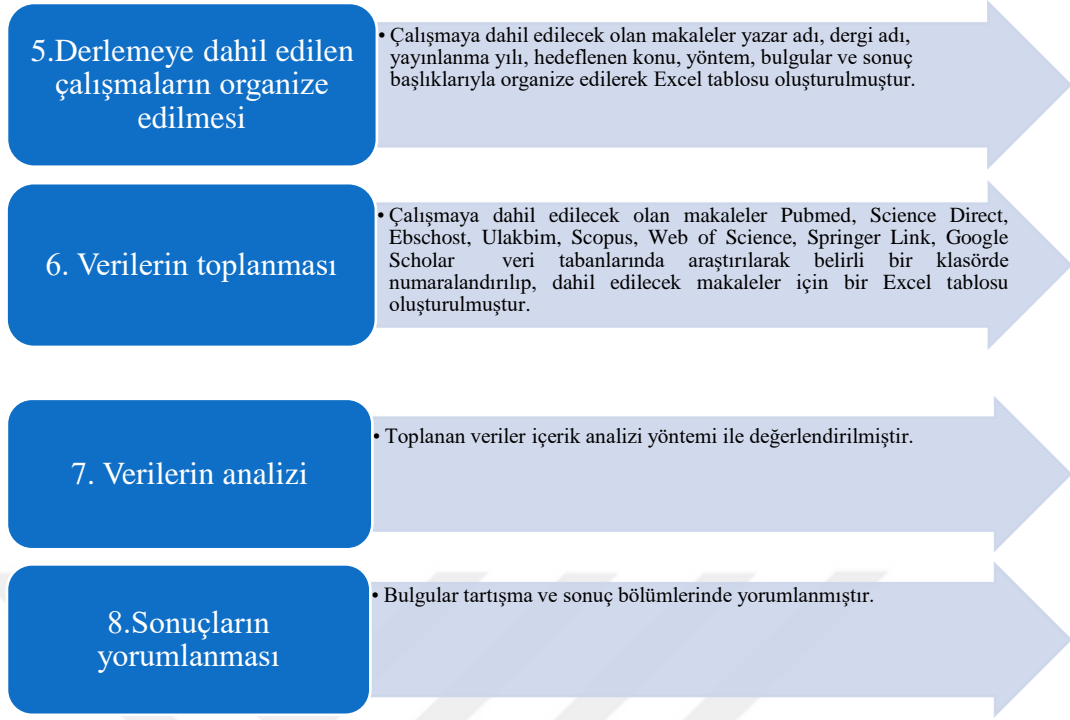 5.Derlemeye dahil edilen
çalışmaların organize
edilmesi
• Çalışmaya dahil edilecek olan makaleler yazar adı, dergi adı,
yayınlanma yılı, hedeflenen konu, yöntem, bulgular ve sonuç
başlıklarıyla organize edilerek Excel tablosu oluşturulmuştur.
6. Verilerin toplanması
• Çalışmaya dahil edilecek olan makaleler Pubmed, Science Direct,
Ebschost, Ulakbim, Scopus, Web of Science, Springer Link, Google
Scholar veri tabanlarında araştırılarak belirli bir klasörde
numaralandırılıp, dahil edilecek makaleler için bir Excel tablosu
oluşturulmuştur.
7. Verilerin analizi
• Toplanan veriler içerik analizi yöntemi ile değerlendirilmiştir.
8.Sonuçların
yorumlanması
• Bulgular tartışma ve sonuç bölümlerinde yorumlanmıştır.